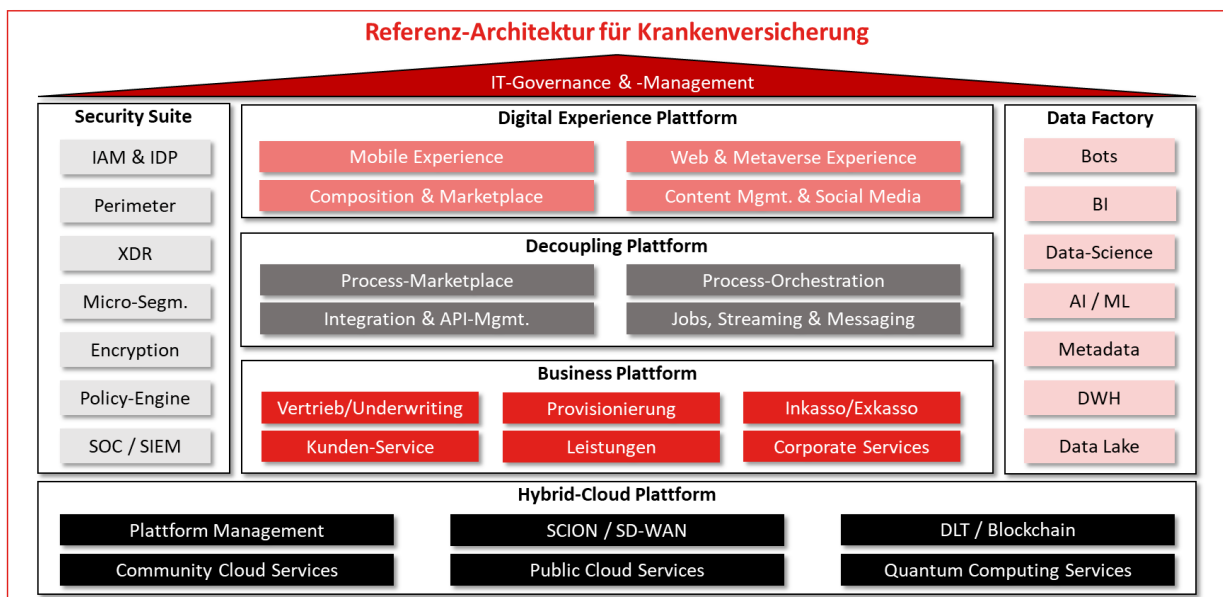 Referenz-Architektur für Krankenversicherung
IT-Governance & -Management
Security Suite
IAM & IDP
Perimeter
XDR
Micro-Segm.
Encryption
Policy-Engine
SOC / SIEM
Digital Experience Plattform
Mobile Experience
Web & Metaverse Experience
Composition & Marketplace
Content Mgmt. & Social Media
Decoupling Plattform
Process-Marketplace
Process-Orchestration
Integration & API-Mgmt.
Jobs, Streaming & Messaging
Business Plattform
Vertrieb/Underwriting
Provisionierung
Inkasso/Exkasso
Kunden-Service
Leistungen
Corporate Services
Data Factory
Bots
BI
Data-Science
AI / ML
Metadata
DWH
Data Lake
Hybrid-Cloud Plattform
Plattform Management
SCION / SD-WAN
DLT / Blockchain
Community Cloud Services
Public Cloud Services
Quantum Computing Services